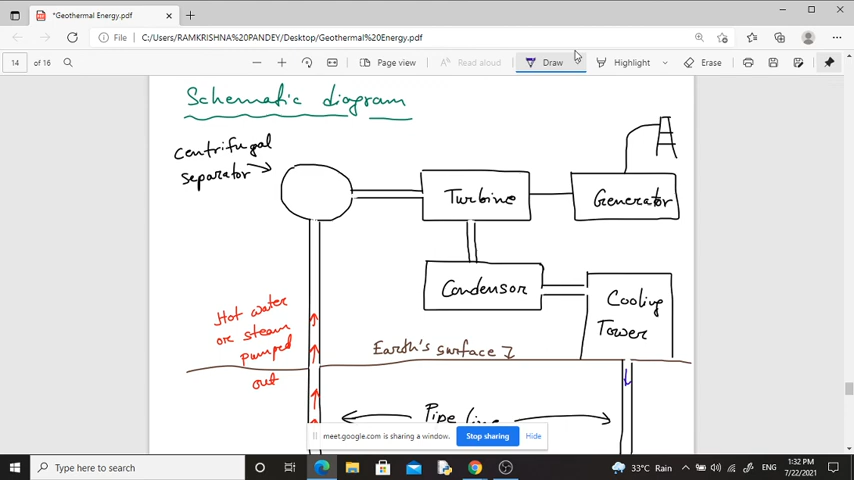 *Geothermal Energy.pdf
File
C:/Users/RAMKRISHNA%20PANDEY/Desktop/Geothermal%20Energy.pdf
14 of 16
Page view
Read aloud
Draw
Highlight
Erase
Schematic diagram
Centrifugal
separator
Turbine
Generator
Condensor
Cooling
Tower
Hot water
or steam
pumped
out
Earth's surface
Pipe line
meet.google.com is sharing a window.
Stop sharing
Hide
Type here to search
33°C Rain
ENG
1:32 PM
7/22/2021